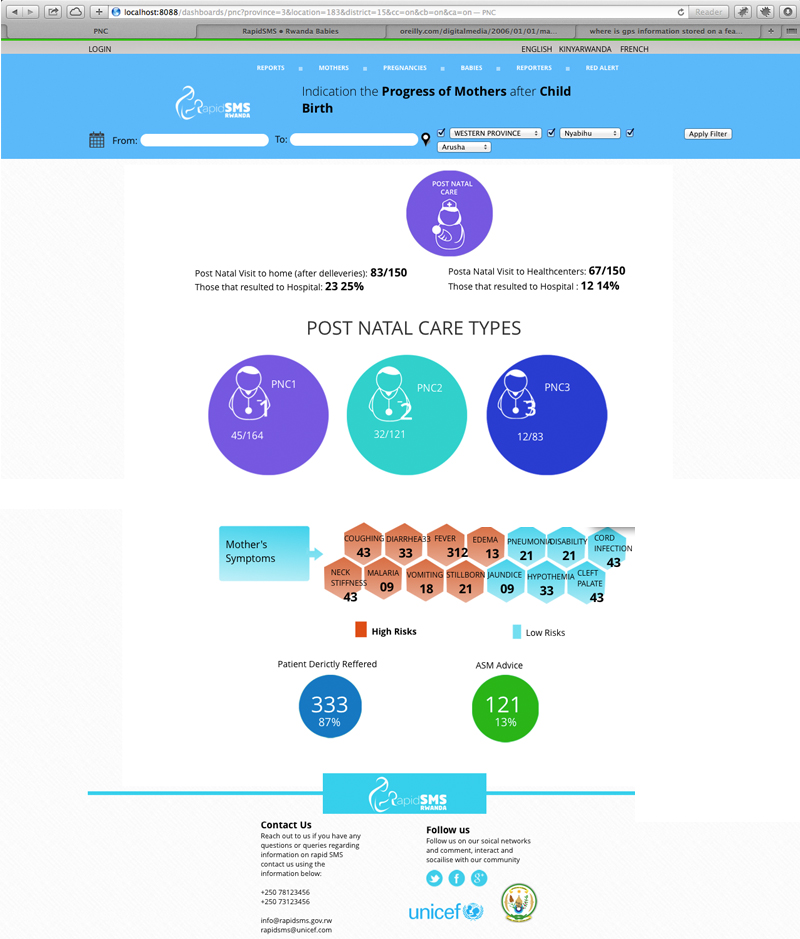 localhost:8088/dashboards/pnc?province=3&location=183&district=15&cc=on&cb=on&ca=on — PNC
Reader
PNC
RapidSMS ● Rwanda Babies
oreilly.com/digitalmedia/2006/01/01/ma...
where is gps information stored on a fea...
LOGIN
ENGLISH KINYARWANDA FRENCH
REPORTS MOTHERS PREGNANCIES BABIES REPORTERS RED ALERT
RapidSMS
RWANDA
Indication the Progress of Mothers after Child
Birth
From:
To:
WESTERN PROVINCE
Nyabihu
Arusha
Apply Filter
POST NATAL
CARE
Post Natal Visit to home (after delleveries): 83/150
Those that resulted to Hospital: 23 25%
Posta Natal Visit to Healthcenters: 67/150
Those that resulted to Hospital : 12 14%
POST NATAL CARE TYPES
PNC1
1
45/164
PNC2
2
32/121
PNC3
3
12/83
Mother's
Symptoms
COUGHING
43
DIARRHEA33
33
FEVER
312
EDEMA
13
PNEUMONIA
21
DISABILITY
21
CORD
INFECTION
43
NECK
STIFFNESS
43
MALARIA
09
VOMITING
18
STILLBORN
21
JAUNDICE
09
HYPOTHEMIA
33
CLEFT
PALATE
43
High Risks
Low Risks
Patient Derictly Reffered
333
87%
ASM Advice
121
13%
RapidSMS
RWANDA
Contact Us
Reach out to us if you have any
questions or queries regarding
information on rapid SMS
contact us using the
information below:
+250 78123456
+250 73123456
info@rapidsms.gov.rw
rapidsms@unicef.com
Follow us
Follow us on our soical networks
and comment, interact and
socailise with our community
unicef